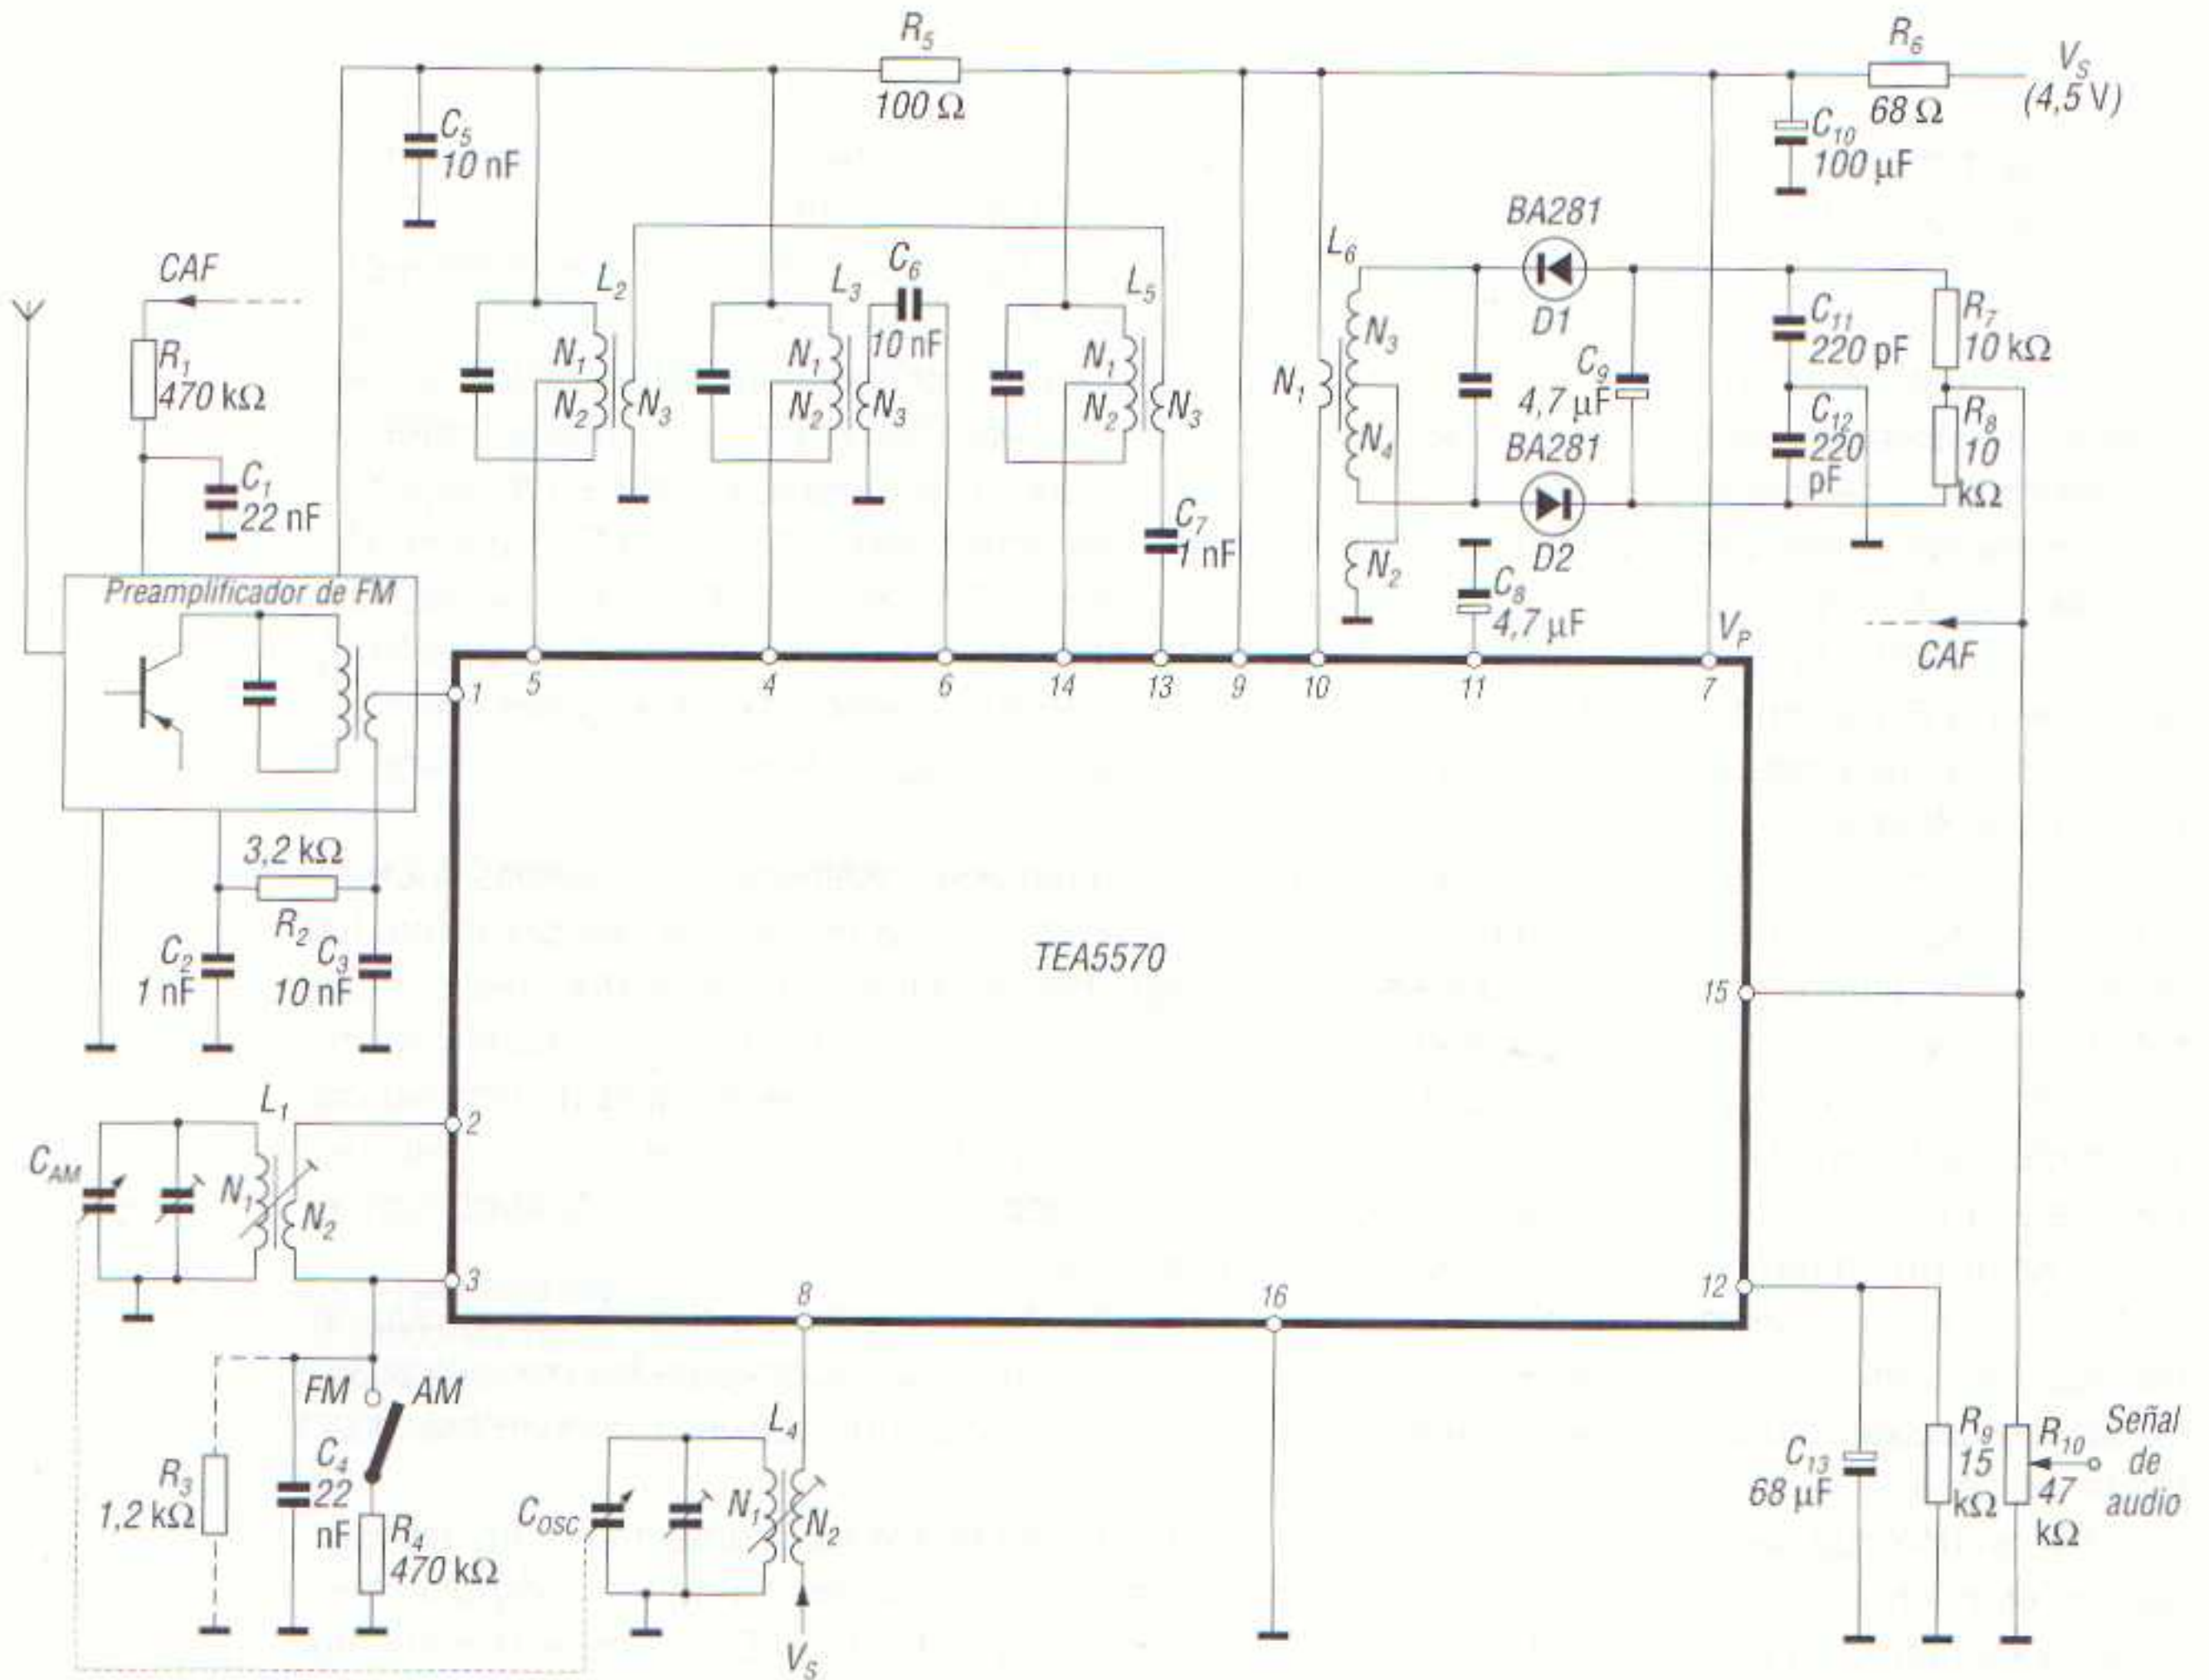 R5
100 Ω
R6
68 Ω
VS
(4,5 V)
C5
10 nF
C10
100 µF
CAF
R1
470 kΩ
C1
22 nF
L2
N1
N2
N3
L3
N1
N2
N3
C6
10 nF
L5
N1
N2
N3
C7
1 nF
L6
N1
N3
N4
N2
BA281
D1
C9
4,7 µF
BA281
D2
C8
4,7 µF
C11
220 pF
C12
220
pF
R7
10 kΩ
R8
10
kΩ
VP
CAF
Preamplificador de FM
1
5
4
6
14
13
9
10
11
7
3,2 kΩ
R2
C2
1 nF
C3
10 nF
TEA5570
15
L1
CAM
N1
N2
2
3
8
16
12
FM
AM
R3
1,2 kΩ
C4
22
nF
R4
470 kΩ
L4
COSC
N1
N2
VS
C13
68 µF
R9
15
kΩ
R10
47
kΩ
Señal
de
audio